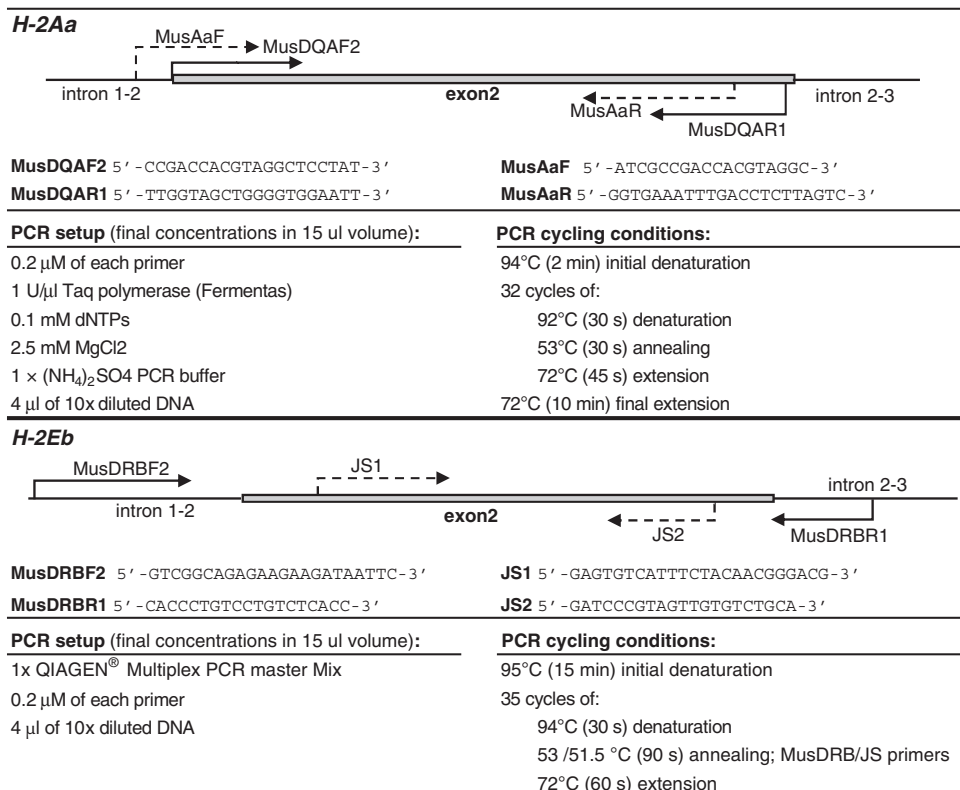 H-2Aa
MusAaF
MusDQAF2
intron 1-2
exon2
intron 2-3
MusAaR
MusDQAR1
MusDQAF2 5′-CCGACCACGTAGGCTCCTAT-3′
MusAaF 5′-ATCGCCGACCACGTAGGC-3′
MusDQAR1 5′-TTGGTAGCTGGGGTGGAATT-3′
MusAaR 5′-GGTGAAATTTGACCTCTTAGTC-3′
PCR setup (final concentrations in 15 ul volume):
0.2 μM of each primer
1 U/μl Taq polymerase (Fermentas)
0.1 mM dNTPs
2.5 mM MgCl2
1 × (NH₄)₂SO4 PCR buffer
4 μl of 10x diluted DNA
PCR cycling conditions:
94°C (2 min) initial denaturation
32 cycles of:
92°C (30 s) denaturation
53°C (30 s) annealing
72°C (45 s) extension
72°C (10 min) final extension
H-2Eb
MusDRBF2
JS1
intron 2-3
intron 1-2
exon2
JS2
MusDRBR1
MusDRBF2 5′-GTCGGCAGAGAAGAAGATAATTC-3′
JS1 5′-GAGTGTCATTTCTACAACGGGACG-3′
MusDRBR1 5′-CACCCTGTCCTGTCTCACC-3′
JS2 5′-GATCCCGTAGTTGTGTCTGCA-3′
PCR setup (final concentrations in 15 ul volume):
1x QIAGEN® Multiplex PCR master Mix
0.2 μM of each primer
4 μl of 10x diluted DNA
PCR cycling conditions:
95°C (15 min) initial denaturation
35 cycles of:
94°C (30 s) denaturation
53 /51.5 °C (90 s) annealing; MusDRB/JS primers
72°C (60 s) extension